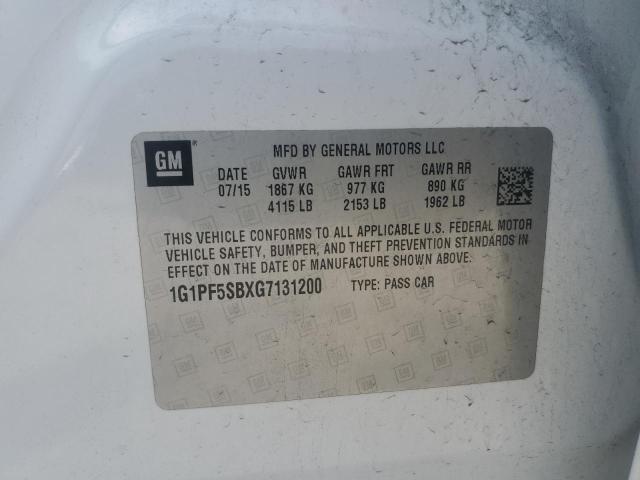 GM
MFD BY GENERAL MOTORS LLC
DATE GVWR GAWR FRT GAWR RR
07/15 1867 KG 977 KG 890 KG
4115 LB 2153 LB 1962 LB
THIS VEHICLE CONFORMS TO ALL APPLICABLE U.S. FEDERAL MOTOR
VEHICLE SAFETY, BUMPER, AND THEFT PREVENTION STANDARDS IN
EFFECT ON THE DATE OF MANUFACTURE SHOWN ABOVE.
1G1PF5SBXG7131200 TYPE: PASS CAR